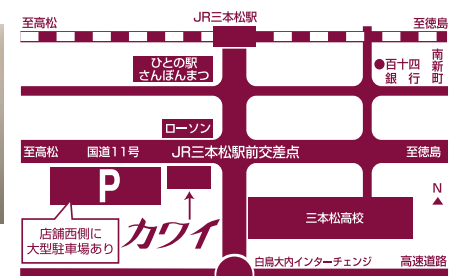 JR三本松駅
至高松
至徳島
ひとの駅
さんぽんまつ
●百十四
銀行
南新町
ローソン
至高松
国道11号
JR三本松駅前交差点
至徳島
P
N
カワイ
三本松高校
店舗西側に
大型駐車場あり
白鳥大内インターチェンジ
高速道路